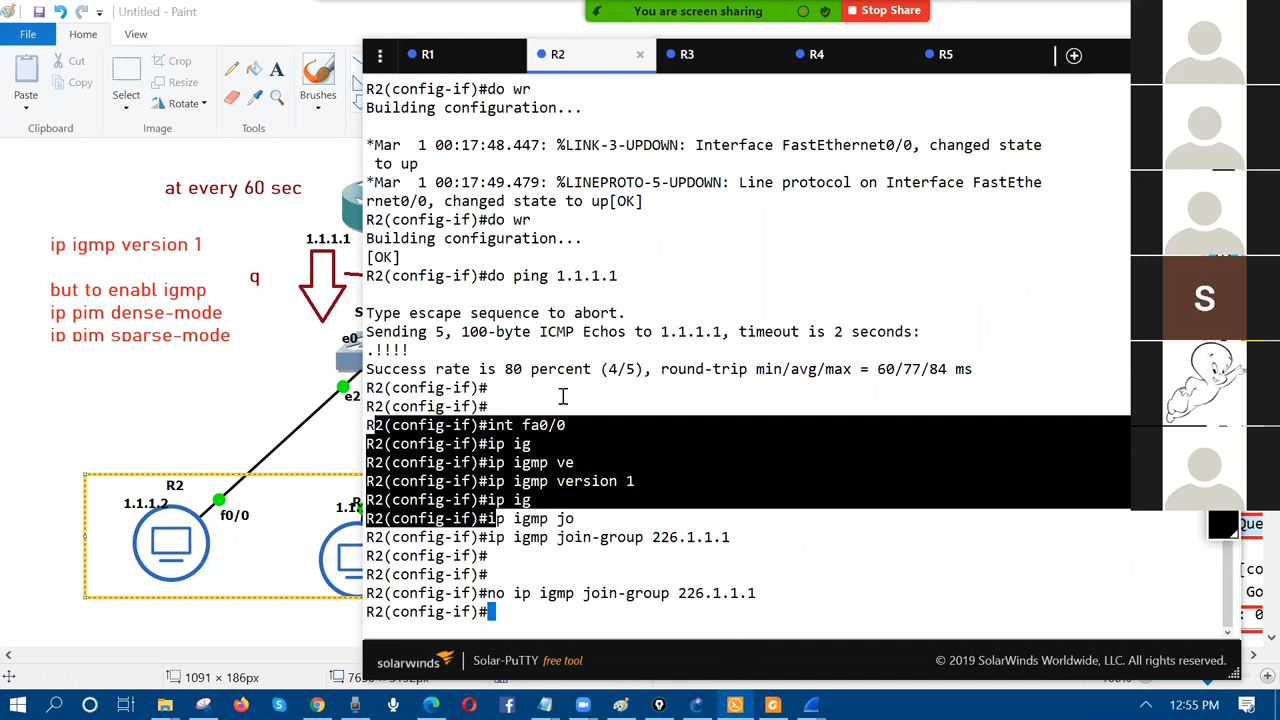 Untitled - Paint
You are screen sharing
Stop Share
File
Home
View
Paste
Cut
Copy
Clipboard
Select
Crop
Resize
Rotate
Image
Tools
Brushes
R1
R2
R3
R4
R5
at every 60 sec
ip igmp version 1
but to enabl igmp
ip pim dense-mode
ip pim sparse-mode
1.1.1.1
q
S
e0
e2
R2
1.1.1.2
f0/0
R
1.1
R2(config-if)#do wr
Building configuration...
*Mar  1 00:17:48.447: %LINK-3-UPDOWN: Interface FastEthernet0/0, changed state
 to up
*Mar  1 00:17:49.479: %LINEPROTO-5-UPDOWN: Line protocol on Interface FastEthe
rnet0/0, changed state to up[OK]
R2(config-if)#do wr
Building configuration...
[OK]
R2(config-if)#do ping 1.1.1.1
Type escape sequence to abort.
Sending 5, 100-byte ICMP Echos to 1.1.1.1, timeout is 2 seconds:
.!!!!
Success rate is 80 percent (4/5), round-trip min/avg/max = 60/77/84 ms
R2(config-if)#
R2(config-if)#
R2(config-if)#int fa0/0
R2(config-if)#ip ig
R2(config-if)#ip igmp ve
R2(config-if)#ip igmp version 1
R2(config-if)#ip ig
R2(config-if)#ip igmp jo
R2(config-if)#ip igmp join-group 226.1.1.1
R2(config-if)#
R2(config-if)#
R2(config-if)#no ip igmp join-group 226.1.1.1
R2(config-if)#
S
Que
[co
Go
: 0
solarwinds
Solar-PuTTY free tool
© 2019 SolarWinds Worldwide, LLC. All rights reserved.
1091 × 186px
12:55 PM